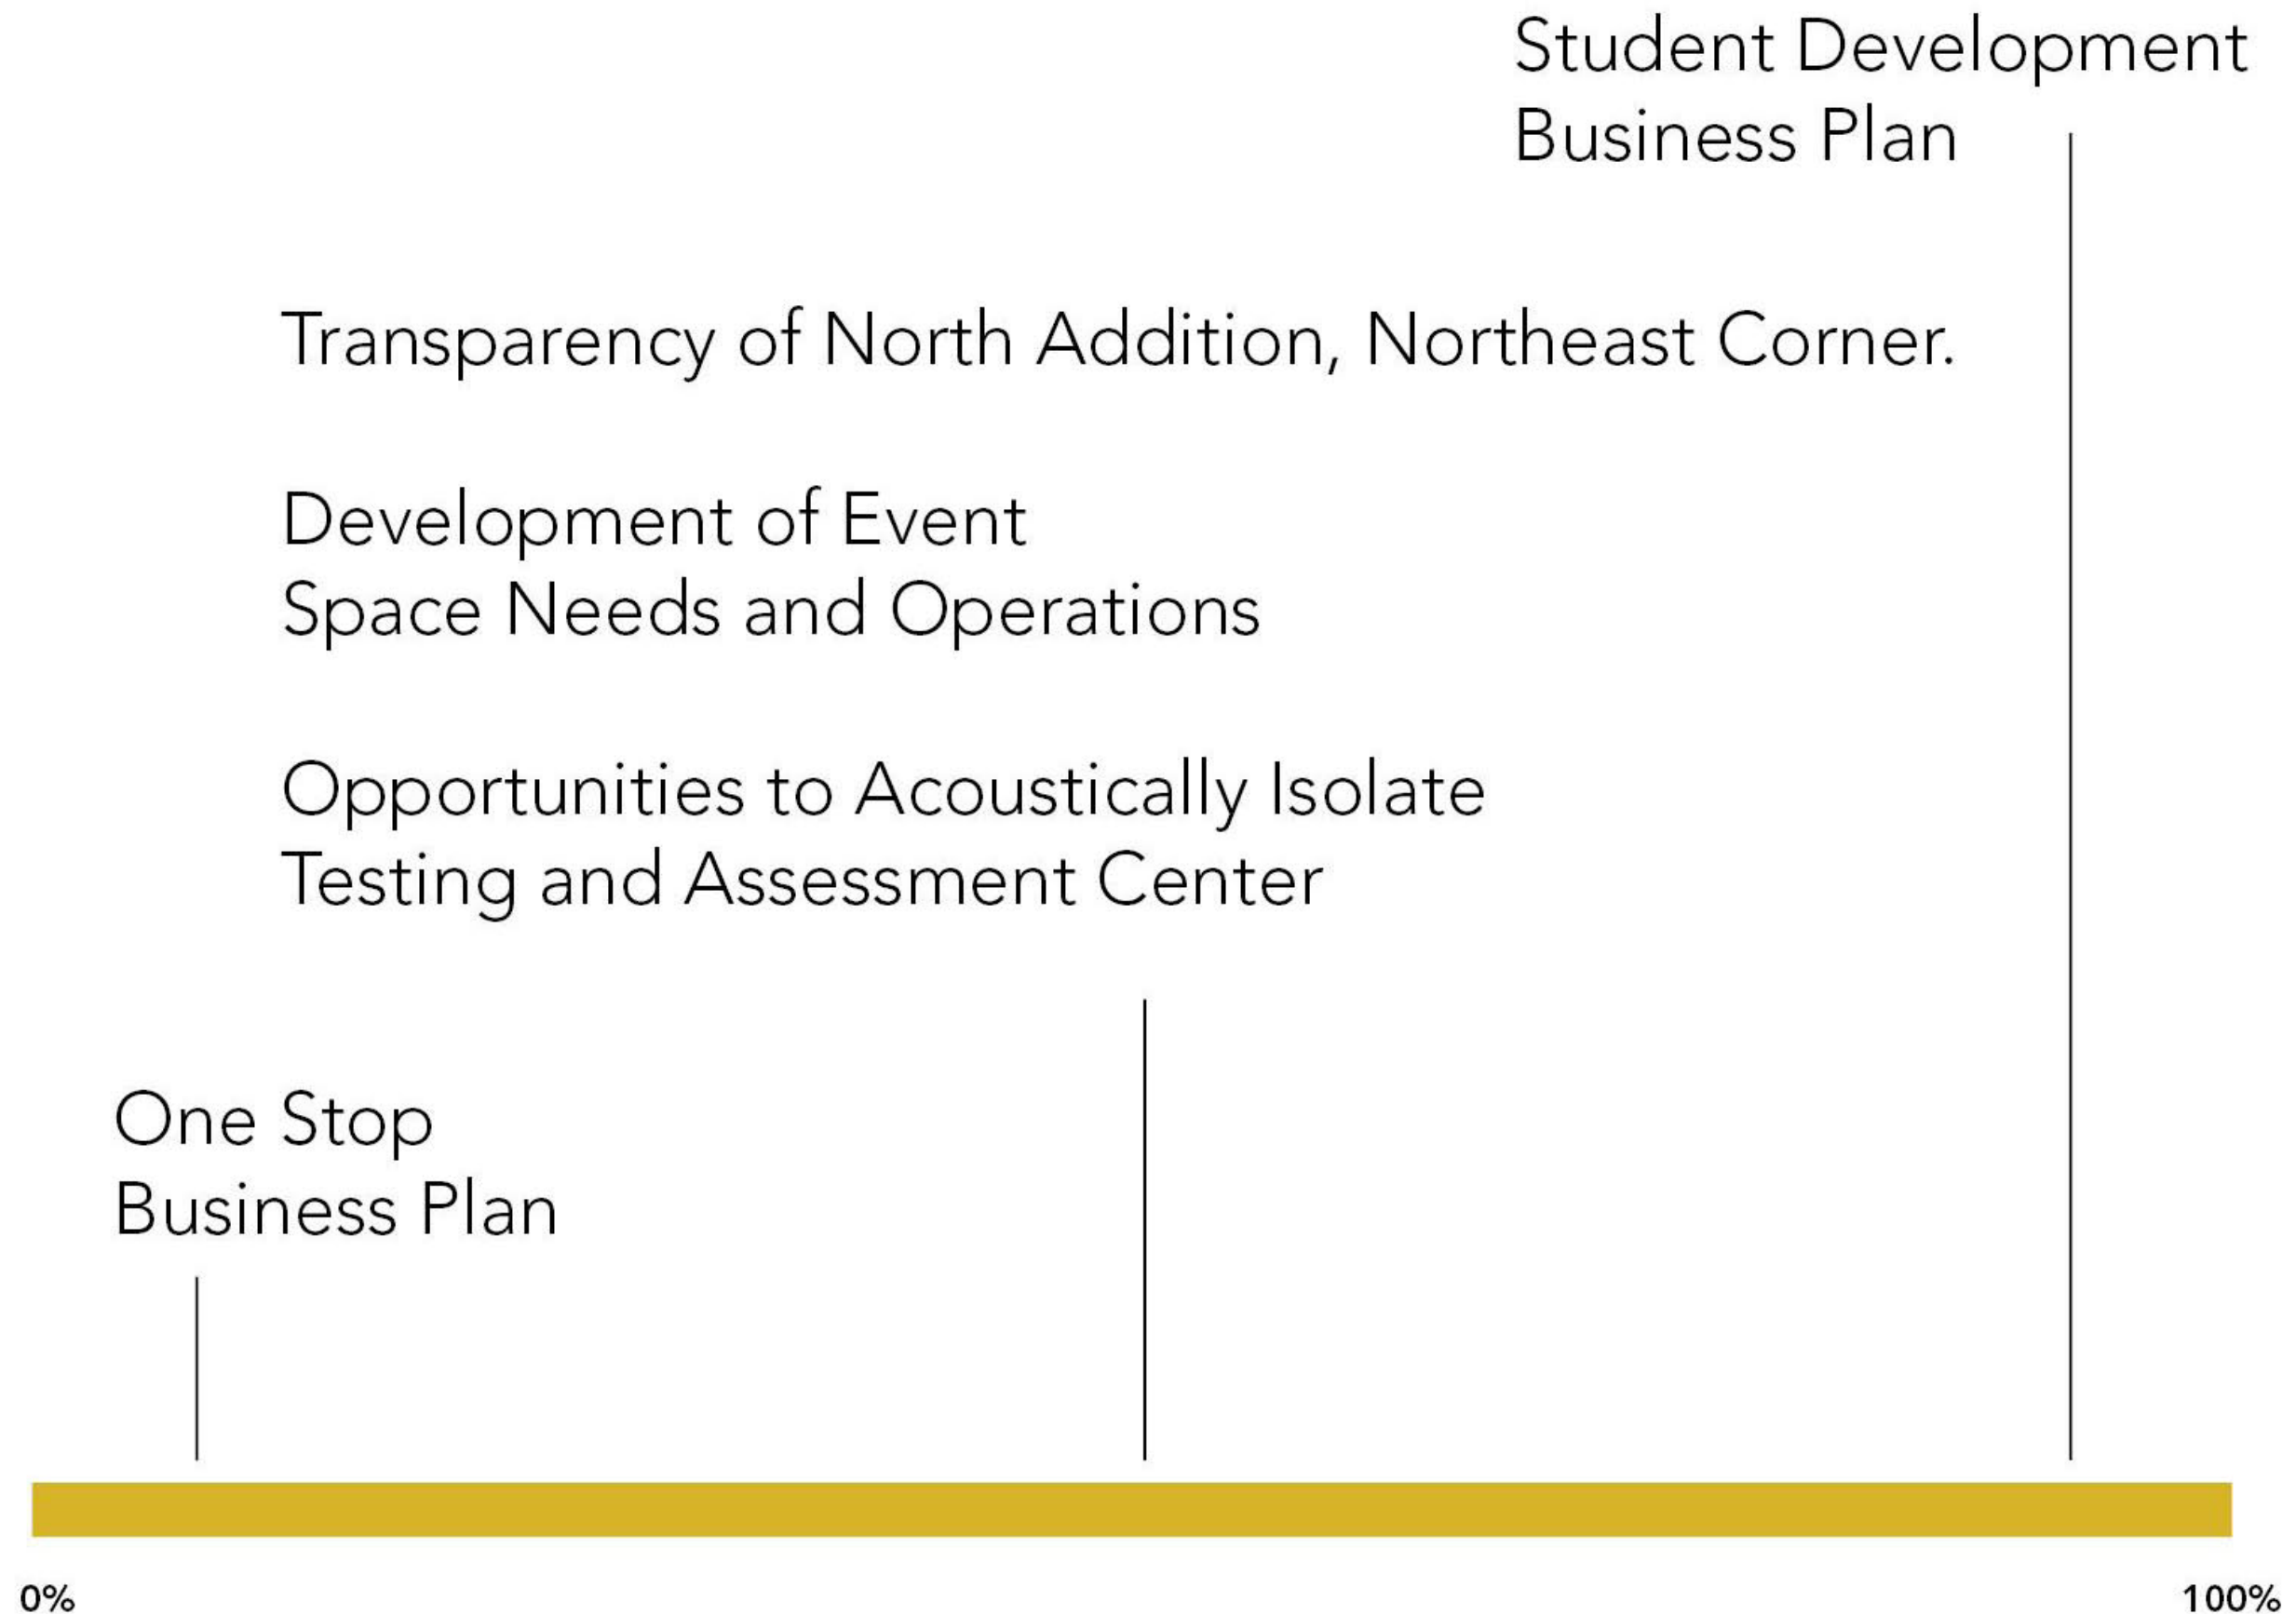 Student Development
Business Plan
Transparency of North Addition, Northeast Corner.
Development of Event
Space Needs and Operations
Opportunities to Acoustically Isolate
Testing and Assessment Center
One Stop
Business Plan
0%
100%